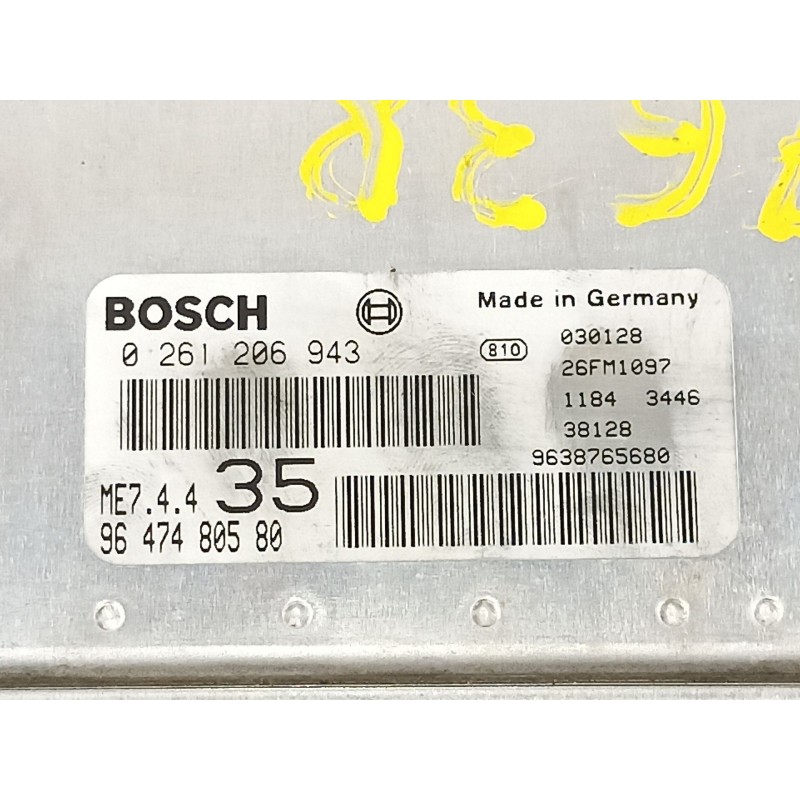 BOSCH
Made in Germany
0 261 206 943
810
030128
26FM1097
1184 3446
38128
9638765680
ME7.4.4 35
96 474 805 80